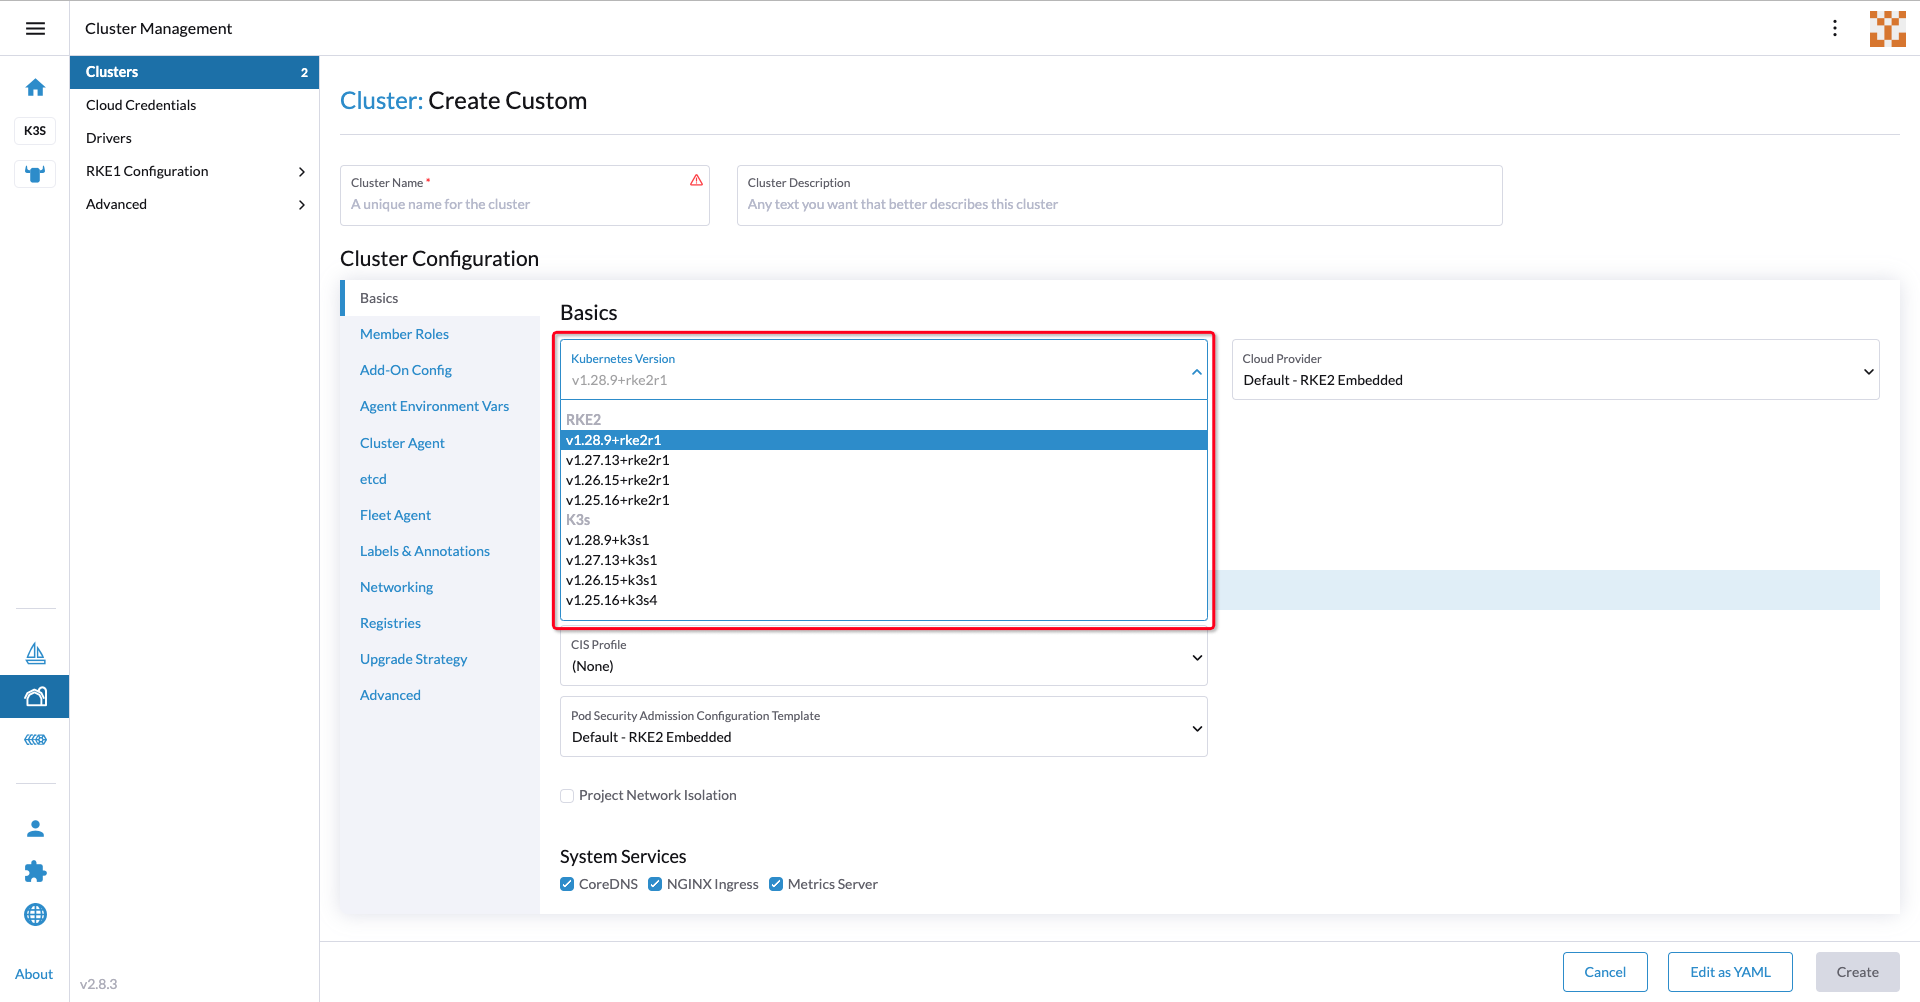 Cluster Management
Clusters 2
Cloud Credentials
Drivers
RKE1 Configuration
Advanced
K3S
About
v2.8.3
Cluster: Create Custom
Cluster Name *
A unique name for the cluster
Cluster Description
Any text you want that better describes this cluster
Cluster Configuration
Basics
Member Roles
Add-On Config
Agent Environment Vars
Cluster Agent
etcd
Fleet Agent
Labels & Annotations
Networking
Registries
Upgrade Strategy
Advanced
Basics
Kubernetes Version
v1.28.9+rke2r1
RKE2
v1.28.9+rke2r1
v1.27.13+rke2r1
v1.26.15+rke2r1
v1.25.16+rke2r1
K3s
v1.28.9+k3s1
v1.27.13+k3s1
v1.26.15+k3s1
v1.25.16+k3s4
Cloud Provider
Default - RKE2 Embedded
CIS Profile
(None)
Pod Security Admission Configuration Template
Default - RKE2 Embedded
Project Network Isolation
System Services
CoreDNS NGINX Ingress Metrics Server
Cancel Edit as YAML Create